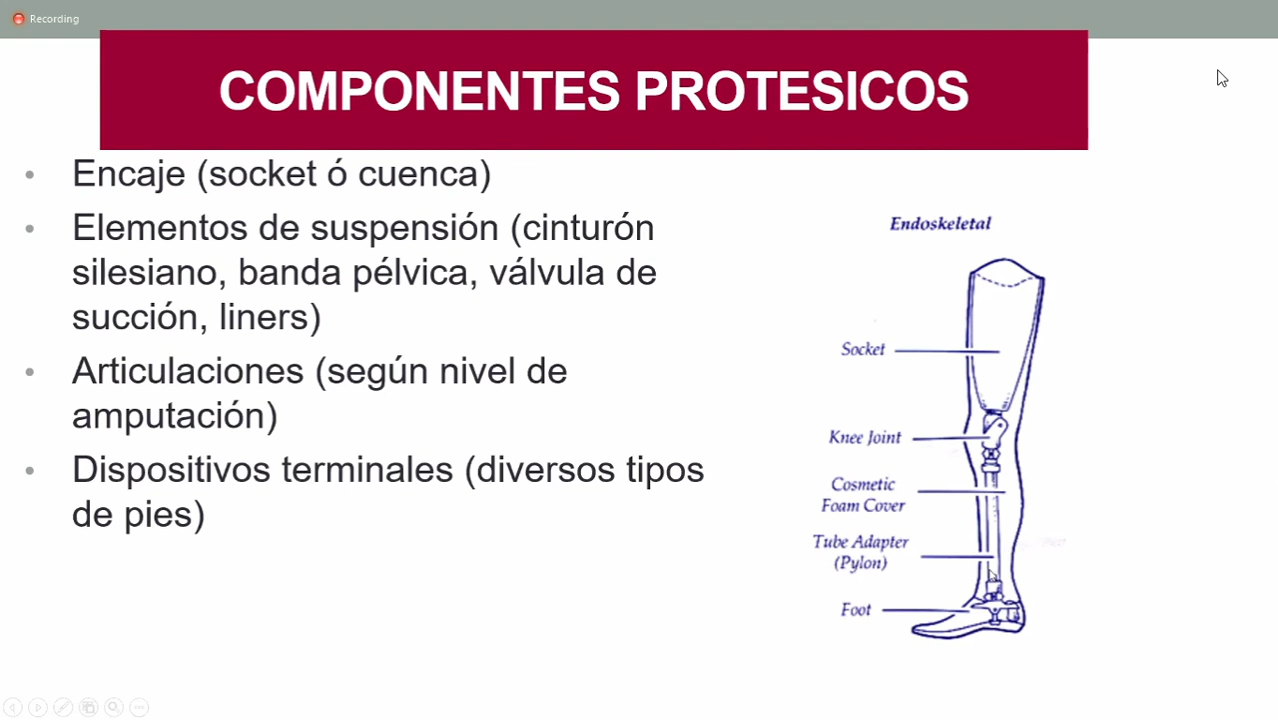 Recording
COMPONENTES PROTESICOS
• Encaje (socket ó cuenca)
• Elementos de suspensión (cinturón
silesiano, banda pélvica, válvula de
succión, liners)
• Articulaciones (según nivel de
amputación)
• Dispositivos terminales (diversos tipos
de pies)
Endoskeletal
Socket
Knee Joint
Cosmetic
Foam Cover
Tube Adapter
(Pylon)
Foot